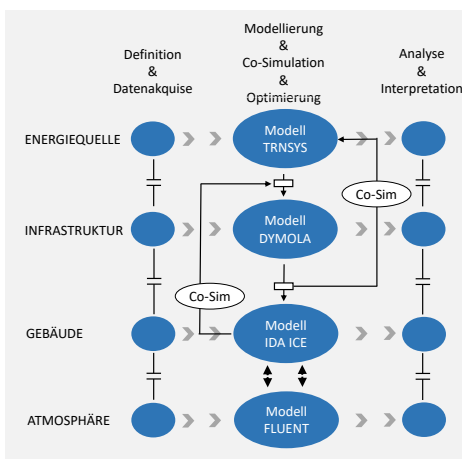 Definition
&
Datenakquise
Modellierung
&
Co-Simulation
&
Optimierung
Analyse
&
Interpretation
ENERGIEQUELLE
Modell
TRNSYS
Co-Sim
INFRASTRUKTUR
Modell
DYMOLA
Co-Sim
GEBÄUDE
Modell
IDA ICE
ATMOSPHÄRE
Modell
FLUENT